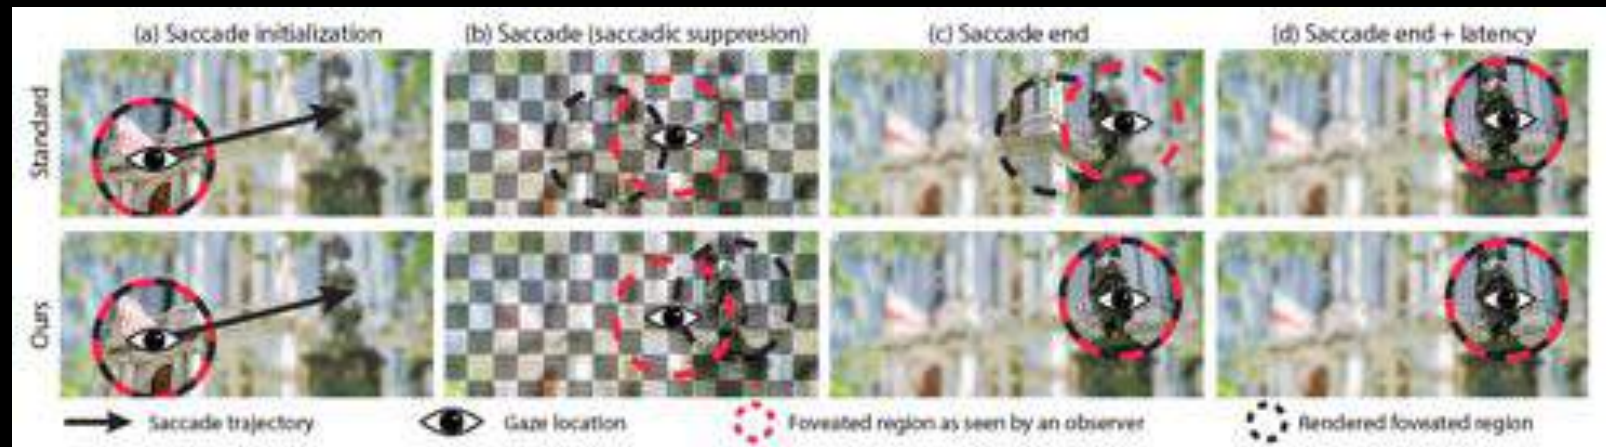 (a) Saccade initialization
(b) Saccade (saccadic suppresion)
(c) Saccade end
(d) Saccade end + latency
Standard
Ours
Saccade trajectory
Gaze location
Foveated region as seen by an observer
Rendered foveated region